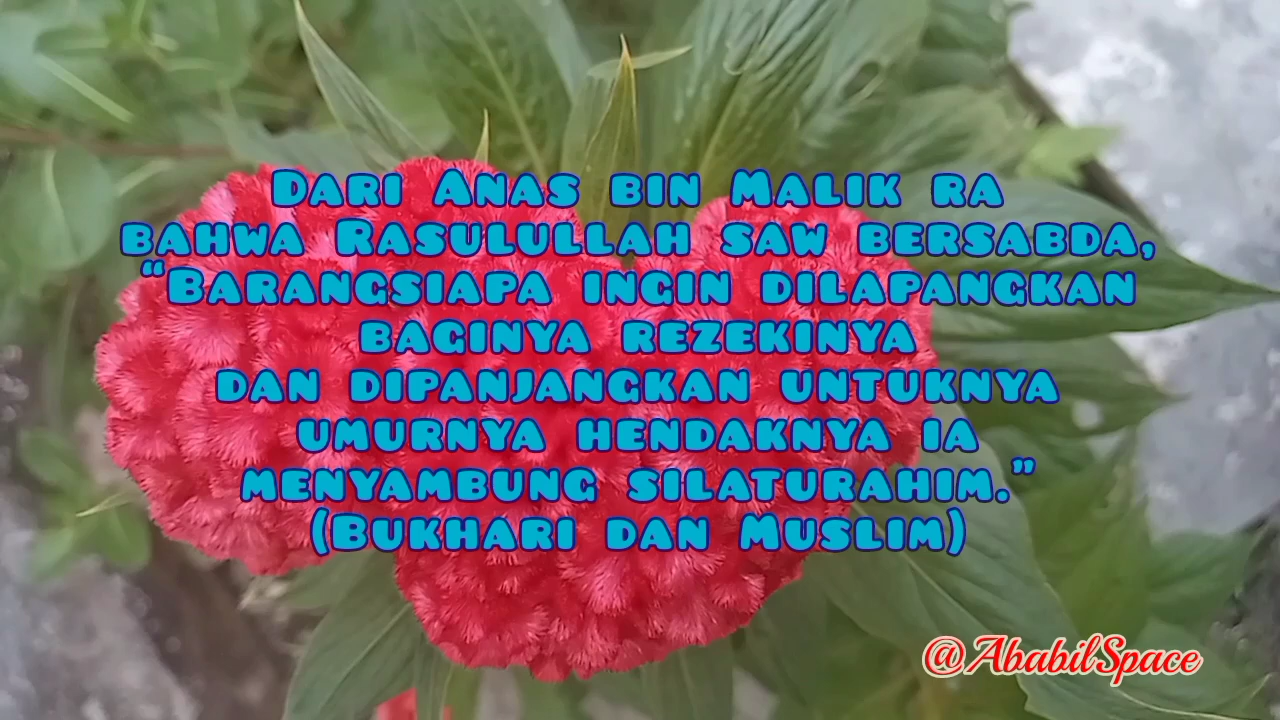 Dari Anas bin Malik ra
bahwa Rasulullah saw bersabda,
“Barangsiapa ingin dilapangkan
baginya rezekinya
dan dipanjangkan untuknya
umurnya hendaknya ia
menyambung silaturahim.”
(Bukhari dan Muslim)
@AbabilSpace